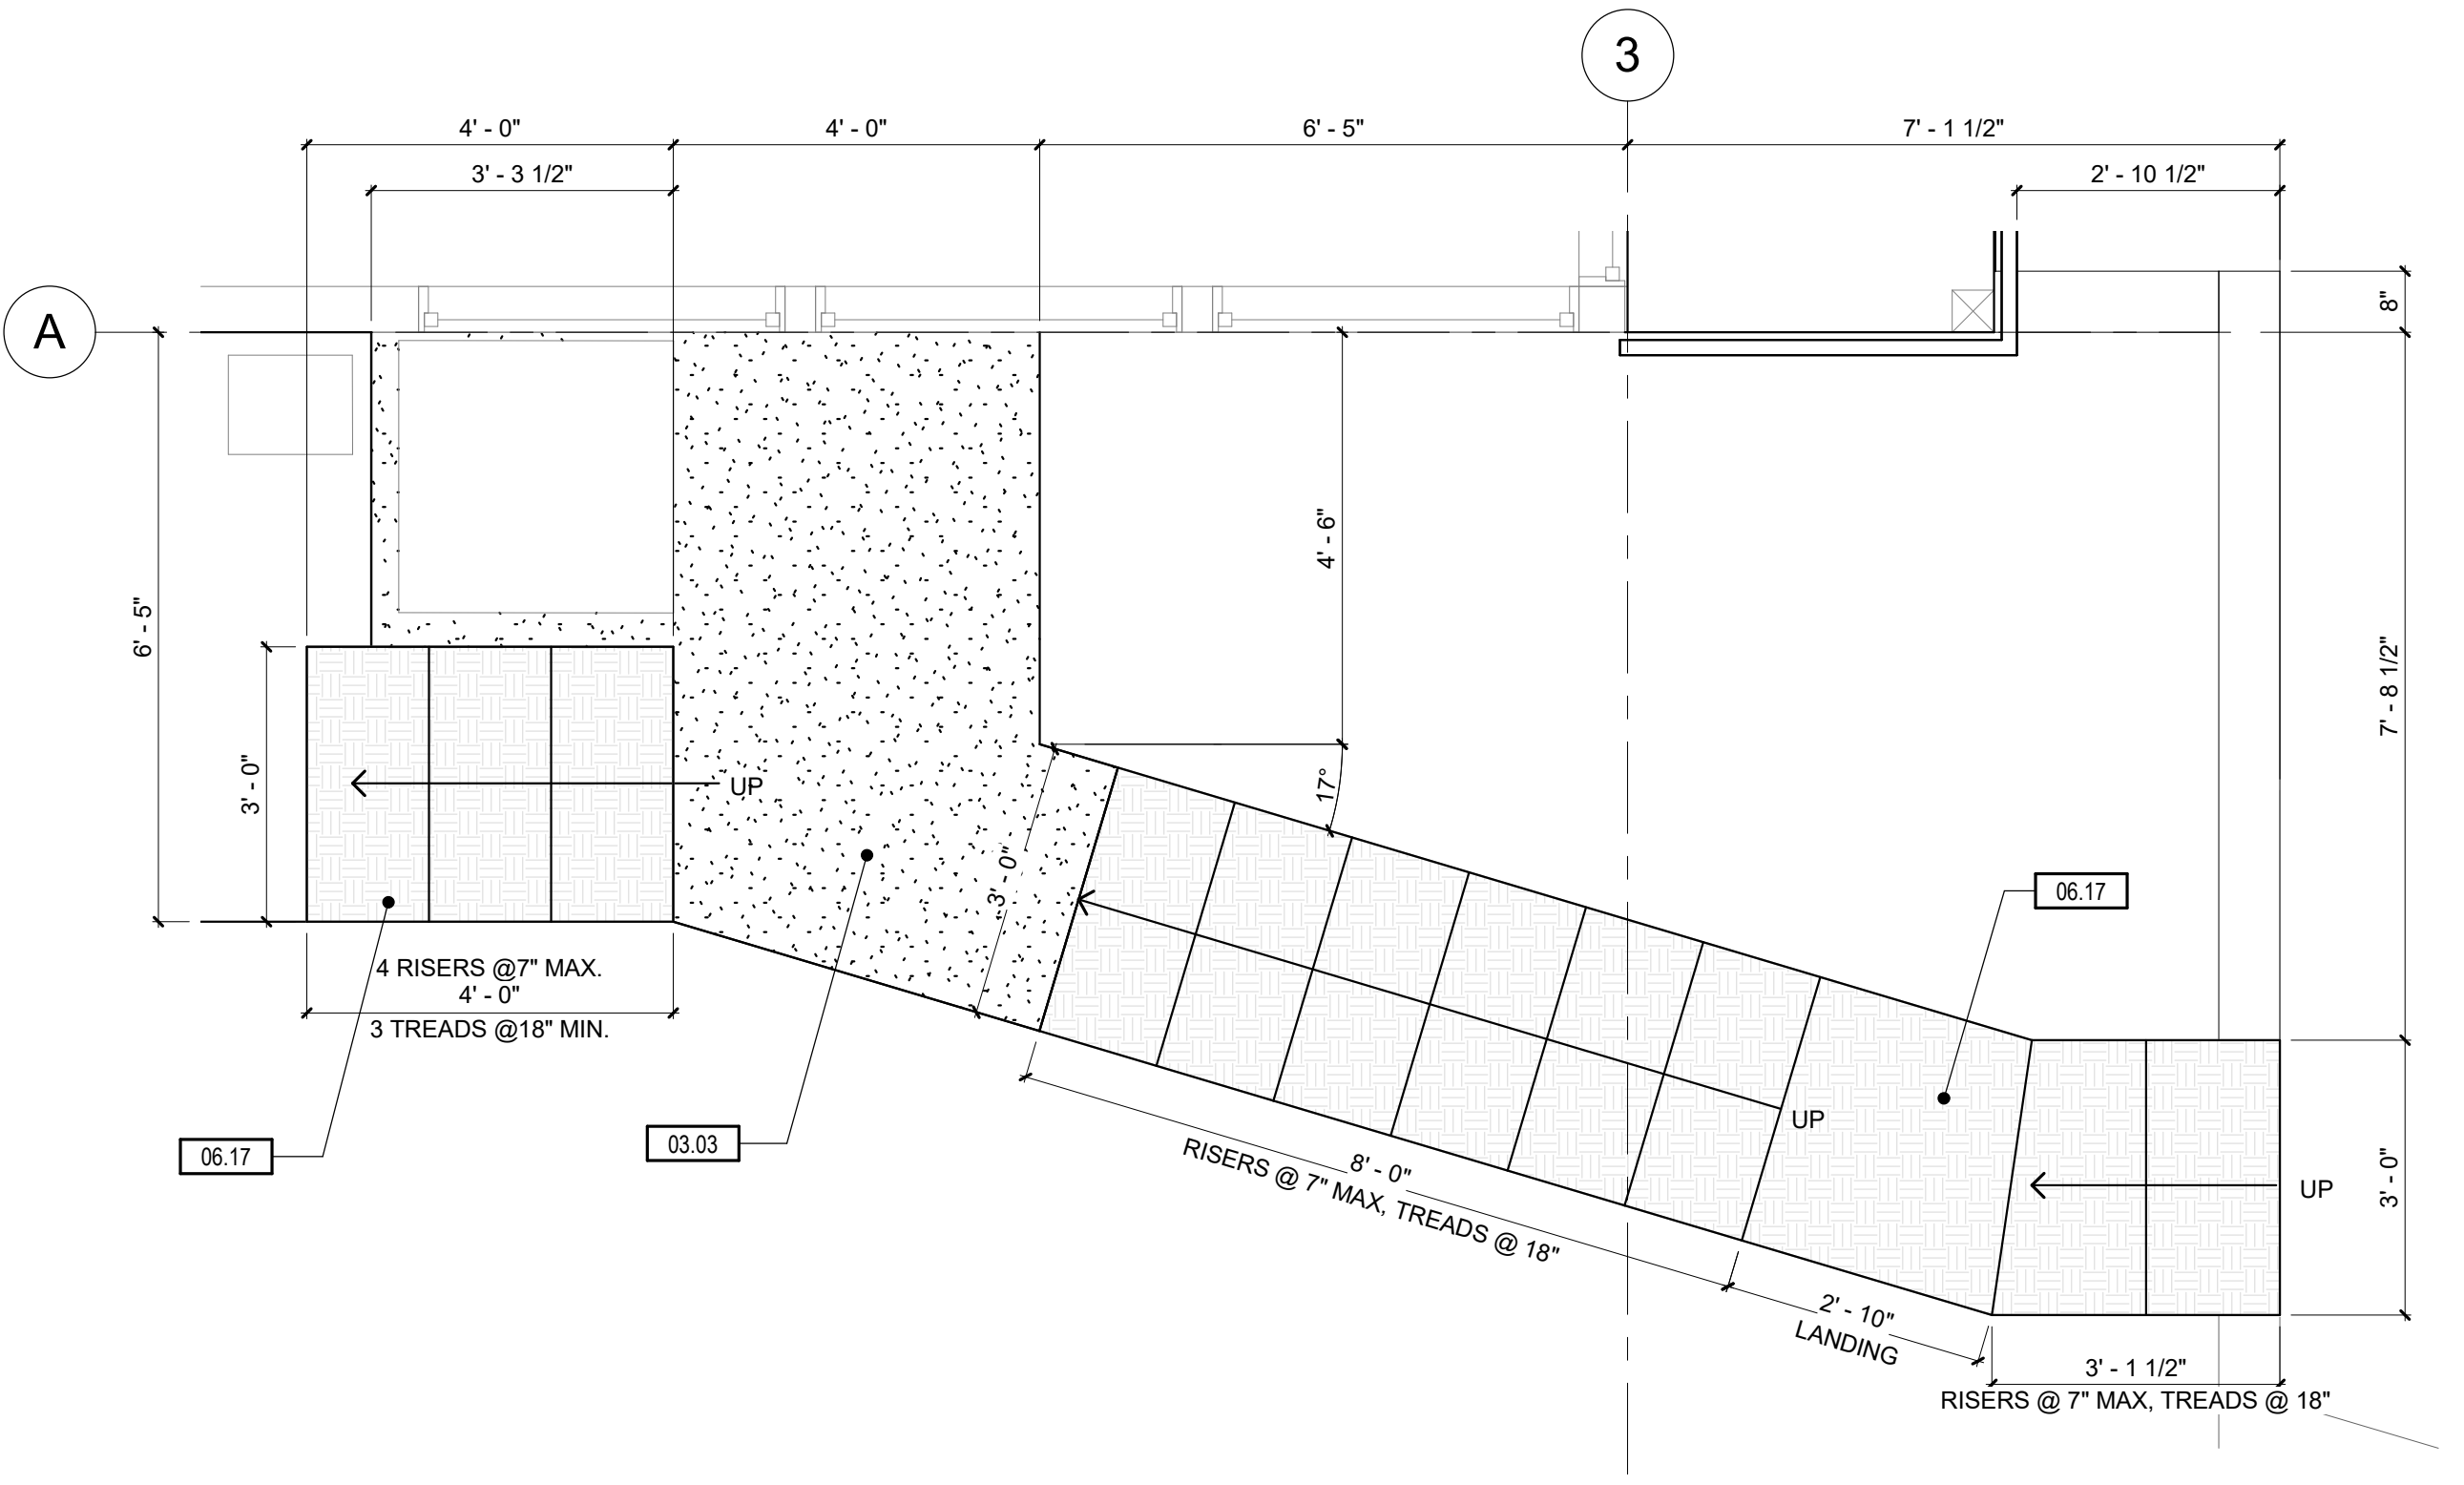 3
4' - 0"
4' - 0"
6' - 5"
7' - 1 1/2"
3' - 3 1/2"
2' - 10 1/2"
A
8"
4' - 6"
6' - 5"
7' - 8 1/2"
3' - 0"
UP
17°
3' - 0"
06.17
4 RISERS @7" MAX.
4' - 0"
3 TREADS @18" MIN.
UP
06.17
03.03
8' - 0"
RISERS @ 7" MAX, TREADS @ 18"
UP
3' - 0"
2' - 10"
LANDING
3' - 1 1/2"
RISERS @ 7" MAX, TREADS @ 18"